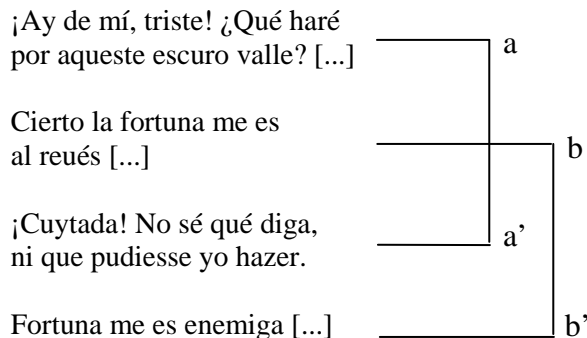 ¡Ay de mí, triste! ¿Qué haré
por aqueste escuro valle? [...]
a
Cierto la fortuna me es
al reués [...]
b
¡Cuytada! No sé qué diga,
ni que pudiesse yo hazer.
a’
Fortuna me es enemiga [...]
b’